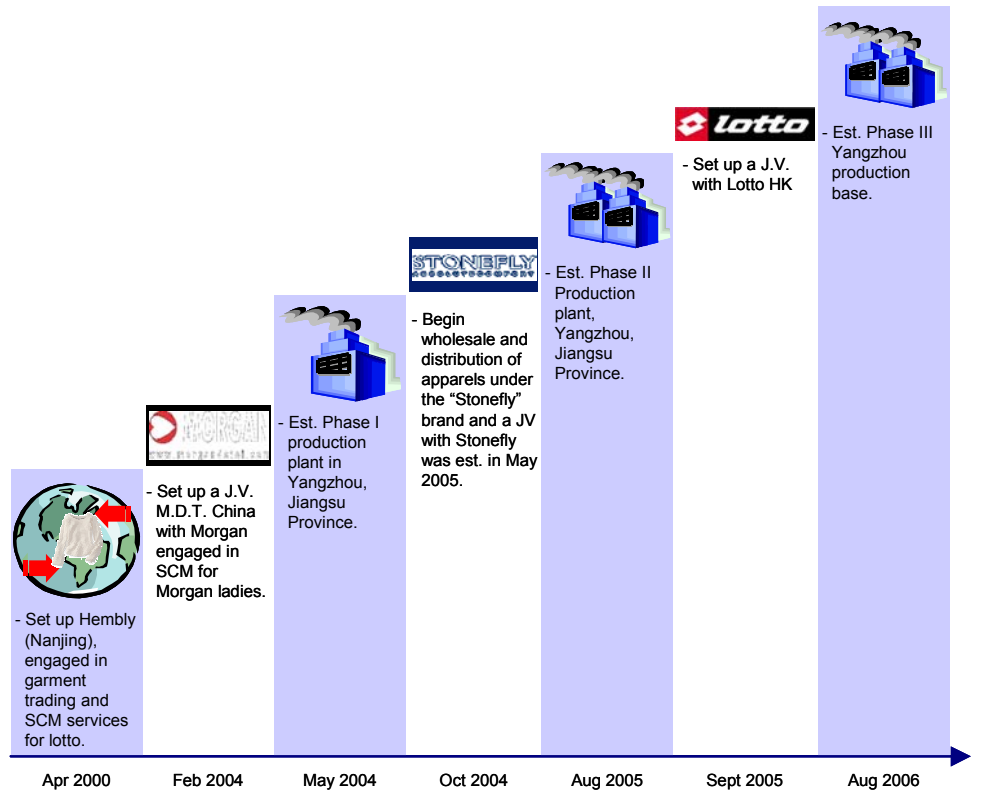 - Set up Hembly
(Nanjing),
engaged in
garment
trading and
SCM services
for lotto.
Apr 2000
MORGAN
- Set up a J.V.
M.D.T. China
with Morgan
engaged in
SCM for
Morgan ladies.
Feb 2004
- Est. Phase I
production
plant in
Yangzhou,
Jiangsu
Province.
May 2004
STONEFLY
- Begin
wholesale and
distribution of
apparels under
the “Stonefly”
brand and a JV
with Stonefly
was est. in May
2005.
Oct 2004
- Est. Phase II
Production
plant,
Yangzhou,
Jiangsu
Province.
Aug 2005
lotto
- Set up a J.V.
with Lotto HK
Sept 2005
- Est. Phase III
Yangzhou
production
base.
Aug 2006